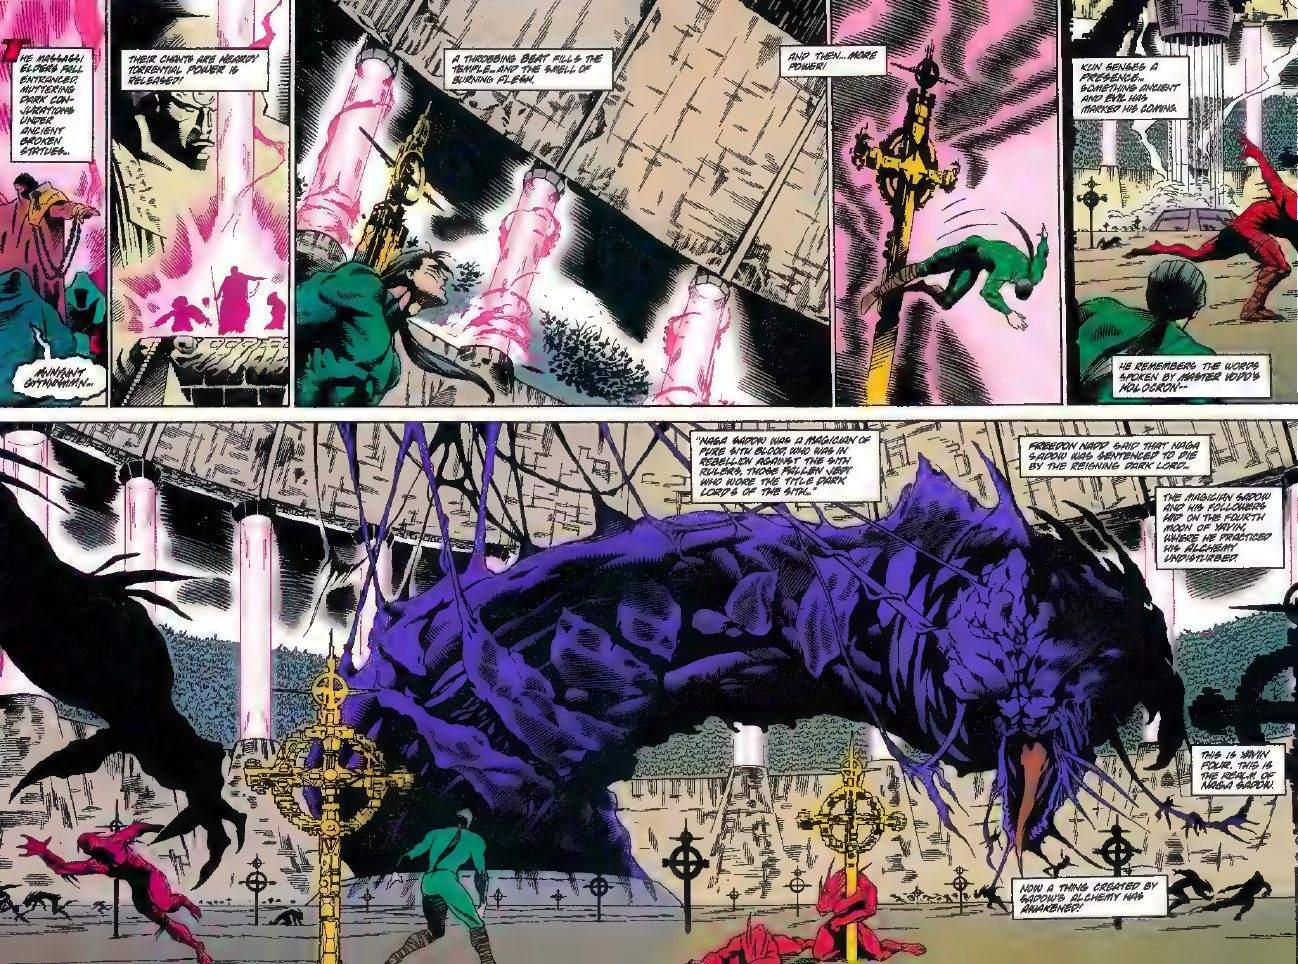 THE MASSASSI
ELDERS FALL
ENTRANCED,
MUTTERING
DARK CON-
JURATIONS
UNDER
ANCIENT
BROKEN
STATUES...
THEIR CHANTS ARE HEARD!
TORRENTIAL POWER IS
RELEASED!
A THROBBING BEAT FILLS THE
TEMPLE...AND THE SMELL OF
BURNING FLESH.
AND THEN...MORE
POWER!
KUN SENSES A
PRESENCE...
SOMETHING ANCIENT
AND EVIL HAS
MARKED HIS COMING.
HE REMEMBERS THE WORDS
SPOKEN BY MASTER VODO'S
HOLOCRON--
"NAGA SADOW WAS A MAGICIAN OF
PURE SITH BLOOD, WHO WAS IN
REBELLION AGAINST THE SITH
RULERS, THOSE FALLEN JEDI
WHO WORE THE TITLE DARK
LORDS OF THE SITH..."
FREEDON NADD SAID THAT NAGA
SADOW WAS SENTENCED TO DIE
BY THE REIGNING DARK LORD...
THE MAGICIAN SADOW
AND HIS FOLLOWERS
HID ON THE FOURTH
MOON OF YAVIN,
WHERE HE PRACTICED
HIS ALCHEMY
UNDISTURBED.
THIS IS YAVIN
FOUR. THIS IS
THE REALM OF
NAGA SADOW.
NOW A THING CREATED BY
SADOW'S ALCHEMY HAS
AWAKENED!